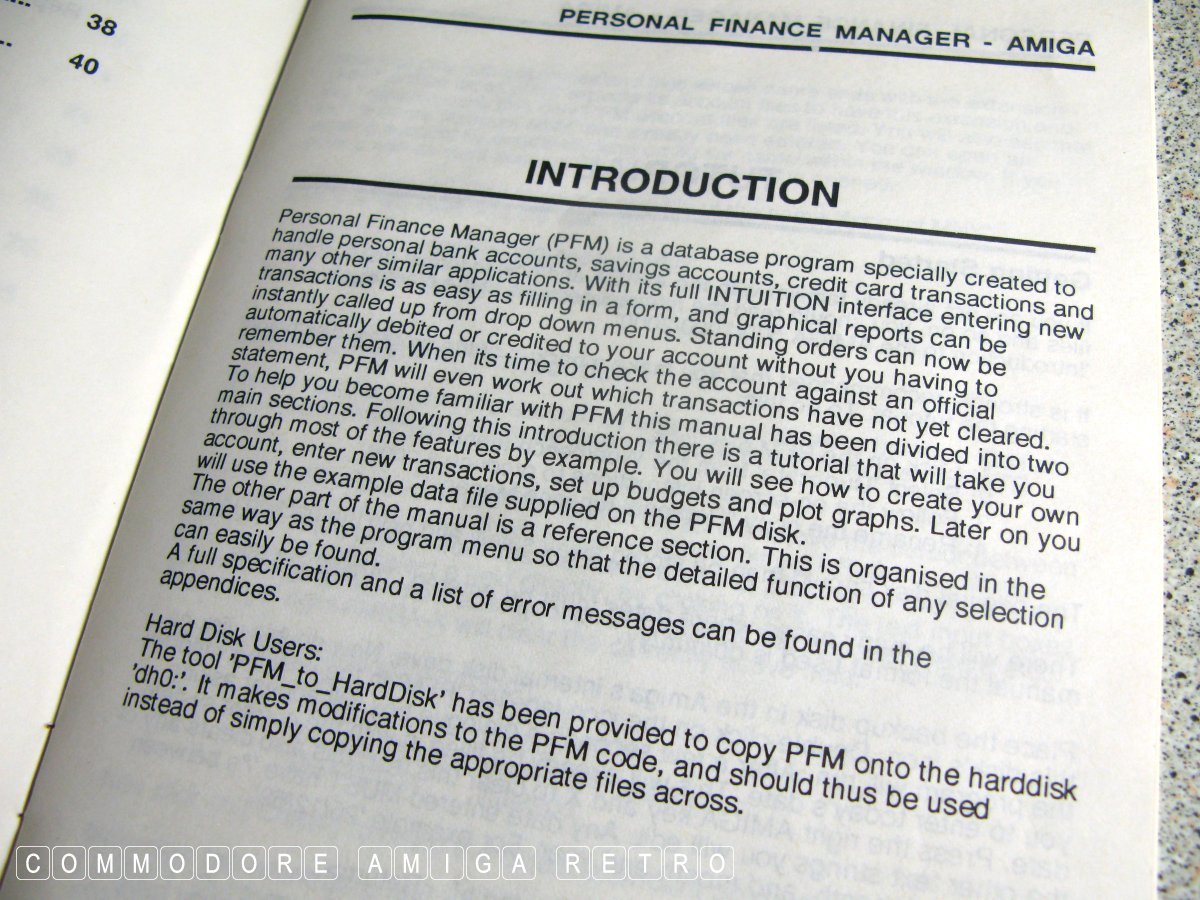 38
40
PERSONAL FINANCE MANAGER - AMIGA
INTRODUCTION
Personal Finance Manager (PFM) is a database program specially created to
handle personal bank accounts, savings accounts, credit card transactions and
many other similar applications. With its full INTUITION interface entering new
transactions is as easy as filling in a form, and graphical reports can be
instantly called up from drop down menus. Standing orders can now be
automatically debited or credited to your account without you having to
remember them. When its time to check the account against an official
statement, PFM will even work out which transactions have not yet cleared.
To help you become familiar with PFM this manual has been divided into two
main sections. Following this introduction there is a tutorial that will take you
through most of the features by example. You will see how to create your own
account, enter new transactions, set up budgets and plot graphs. Later on you
will use the example data file supplied on the PFM disk.
The other part of the manual is a reference section. This is organised in the
same way as the program menu so that the detailed function of any selection
can easily be found.
A full specification and a list of error messages can be found in the
appendices.
Hard Disk Users:
The tool 'PFM_to_HardDisk' has been provided to copy PFM onto the harddisk
'dh0:'. It makes modifications to the PFM code, and should thus be used
instead of simply copying the appropriate files across.
COMMODORE AMIGA RETRO